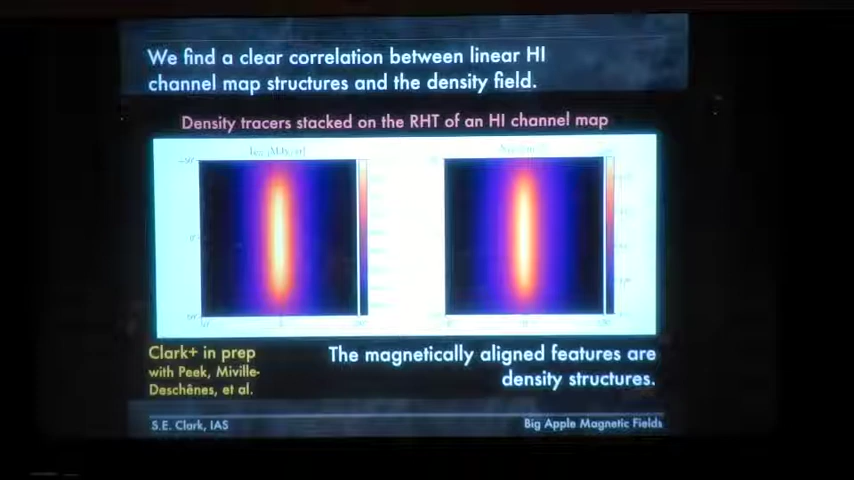 We find a clear correlation between linear HI
channel map structures and the density field.
Density tracers stacked on the RHT of an HI channel map
Clark+ in prep
with Peek, Miville-
Deschênes, et al.
The magnetically aligned features are
density structures.
S.E. Clark, IAS
Big Apple Magnetic Fields